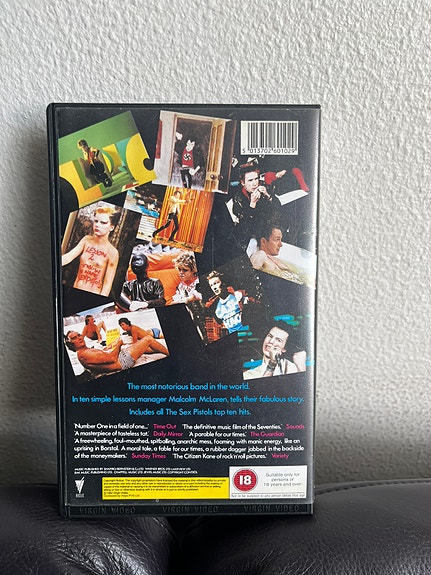 5 013702 601029
The most notorious band in the world.
In ten simple lessons manager Malcolm McLaren, tells their fabulous story.
Includes all The Sex Pistols top ten hits.
'Number One in a field of one...' Time Out 'The definitive music film of the Seventies.' Sounds
'A masterpiece of tasteless tat.' Daily Mirror 'A parable for our times.' The Guardian
'A freewheeling, foul-mouthed, spitballing, anarchic mess, foaming with manic energy, like an
uprising in Borstal. A moral tale, a fable for our times, a rubber dagger jabbed in the backside
of the moneymakers.' Sunday Times 'The Citizen Kane of rock'n'roll pictures.' Variety
18
Suitable only for
persons of
18 years and over
VIRGIN VIDEO VIRGIN VIDEO VIRGIN VIDEO